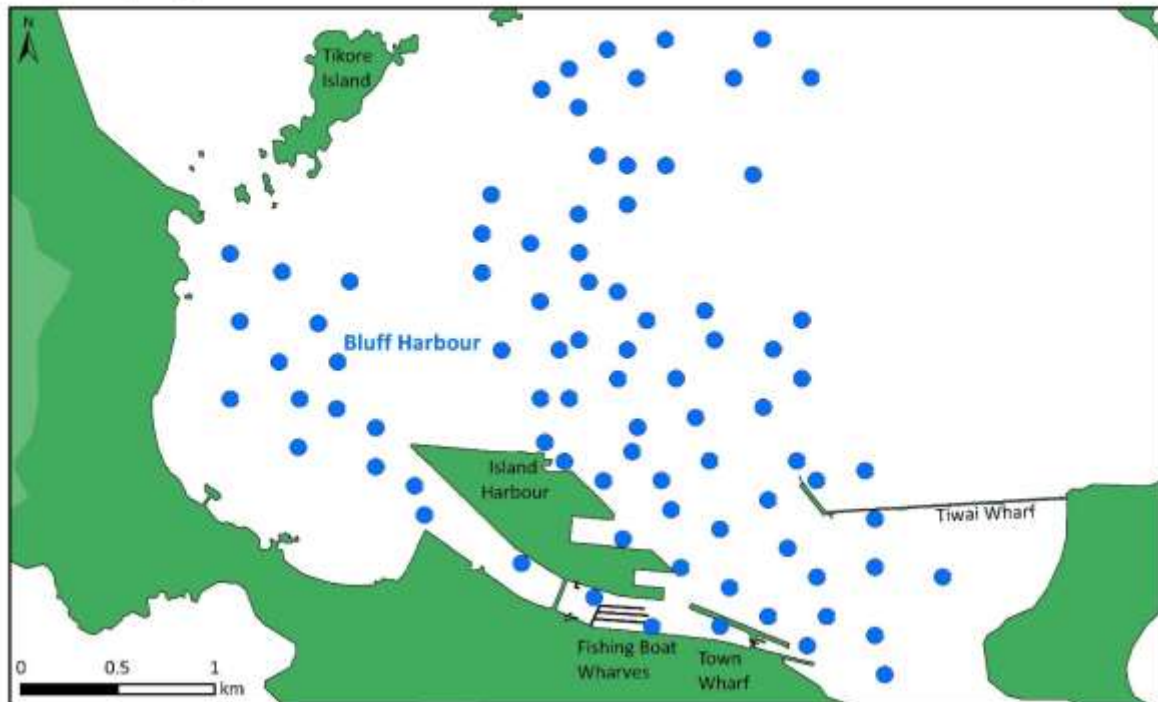 N
Tikore
Island
Bluff Harbour
Island
Harbour
Tiwai Wharf
Fishing Boat
Wharves
Town
Wharf
0 0.5 1
km